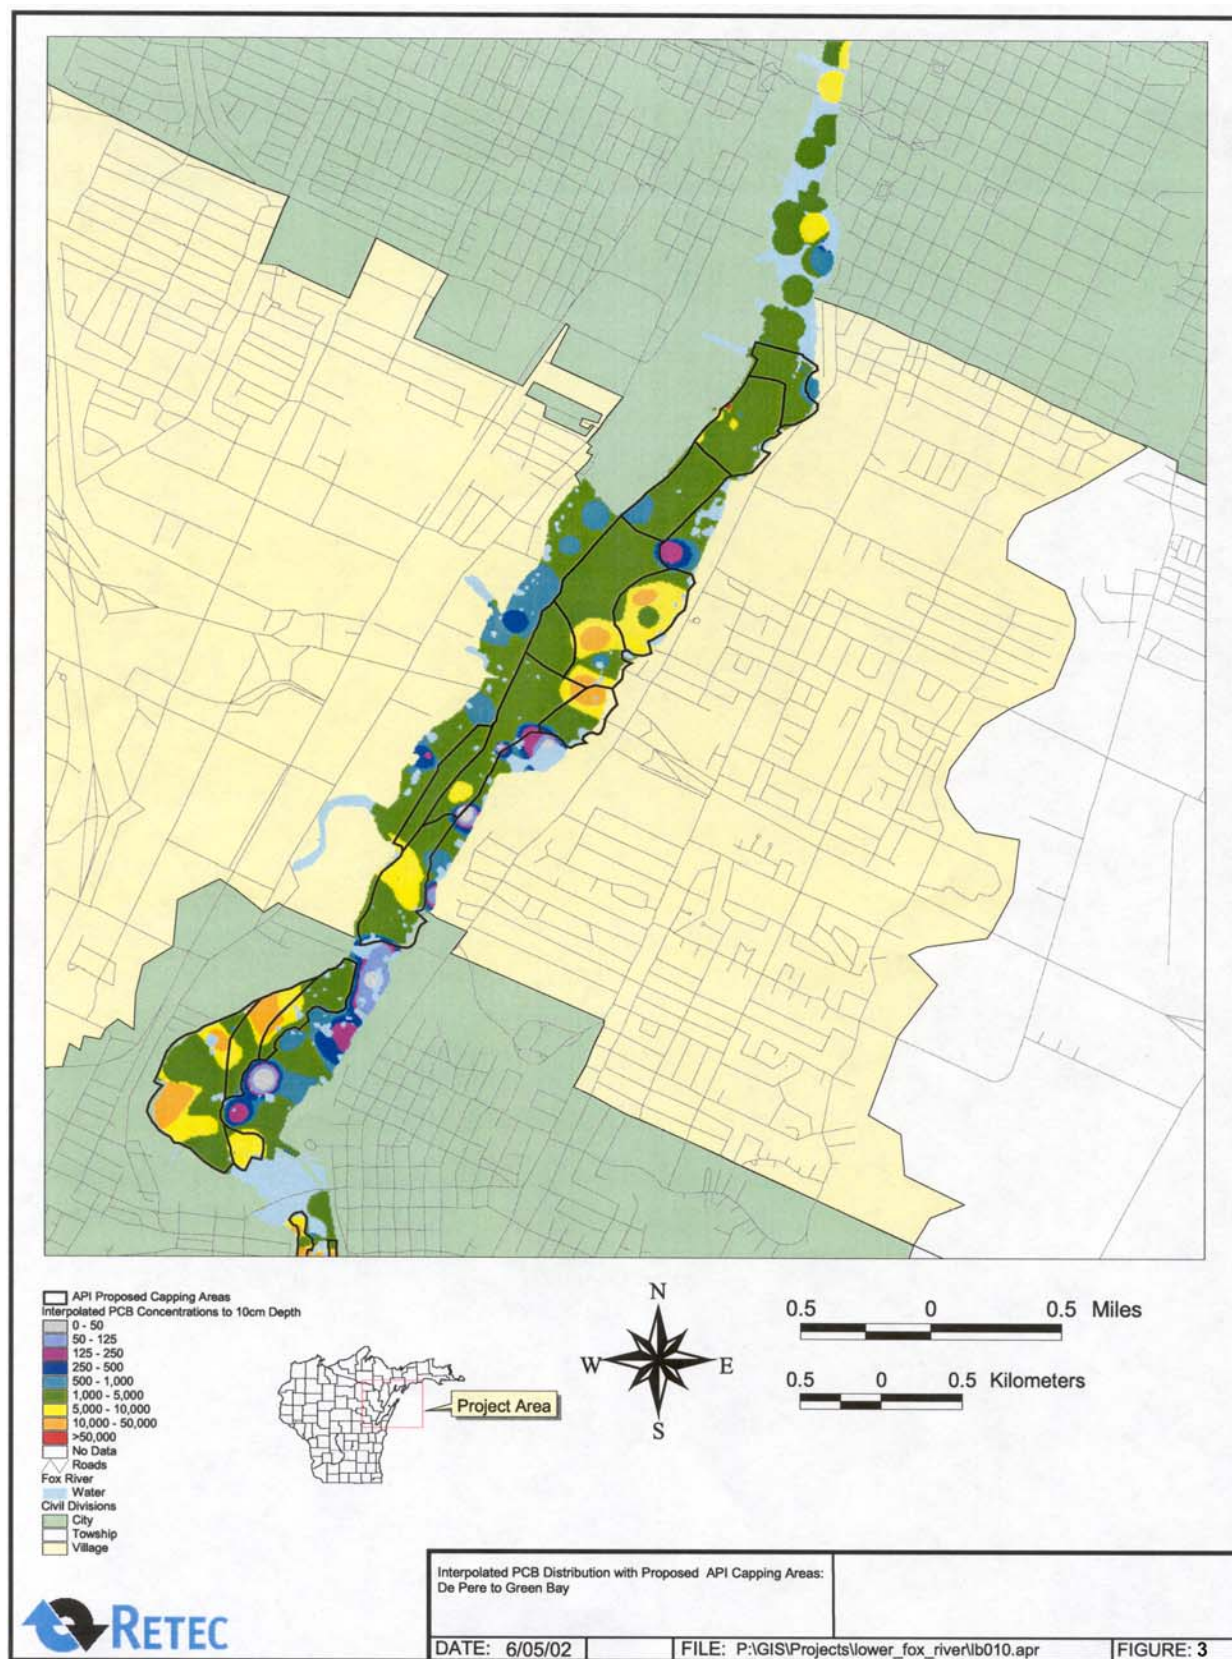 API Proposed Capping Areas
Interpolated PCB Concentrations to 10cm Depth
0 - 50
50 - 125
125 - 250
250 - 500
500 - 1,000
1,000 - 5,000
5,000 - 10,000
10,000 - 50,000
>50,000
No Data
Roads
Fox River
Water
Civil Divisions
City
Towship
Village
Project Area
N
W E
S
0.5 0 0.5 Miles
0.5 0 0.5 Kilometers
RETEC
Interpolated PCB Distribution with Proposed API Capping Areas:
De Pere to Green Bay
DATE: 6/05/02 FILE: P:\GIS\Projects\lower_fox_river\lb010.apr FIGURE: 3